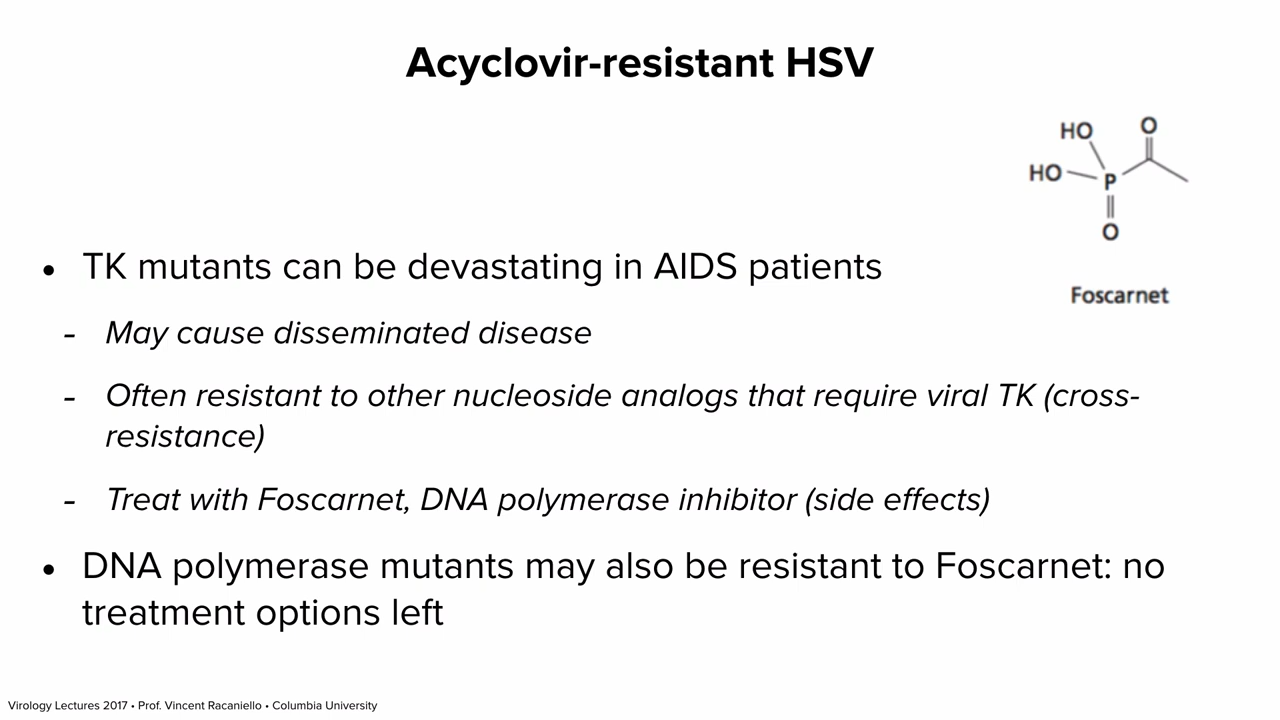 Acyclovir-resistant HSV
HO
O
HO
P
O
Foscarnet
• TK mutants can be devastating in AIDS patients
- May cause disseminated disease
- Often resistant to other nucleoside analogs that require viral TK (cross-
resistance)
- Treat with Foscarnet, DNA polymerase inhibitor (side effects)
• DNA polymerase mutants may also be resistant to Foscarnet: no
treatment options left
Virology Lectures 2017 • Prof. Vincent Racaniello • Columbia University